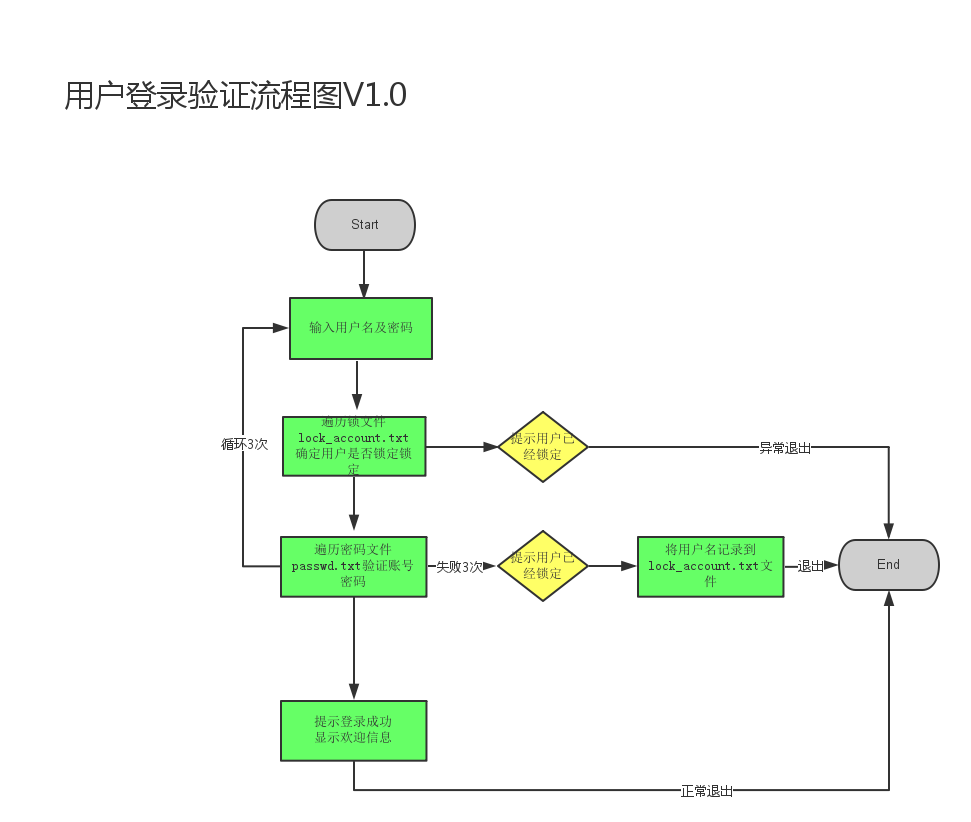 用户登录验证流程图V1.0
Start
输入用户名及密码
遍历锁文件
lock_account.txt
确定用户是否锁定锁
定
提示用户已
经锁定
异常退出
循环3次
遍历密码文件
passwd.txt验证账号
密码
失败3次
提示用户已
经锁定
将用户名记录到
lock_account.txt文
件
退出
End
提示登录成功
显示欢迎信息
正常退出